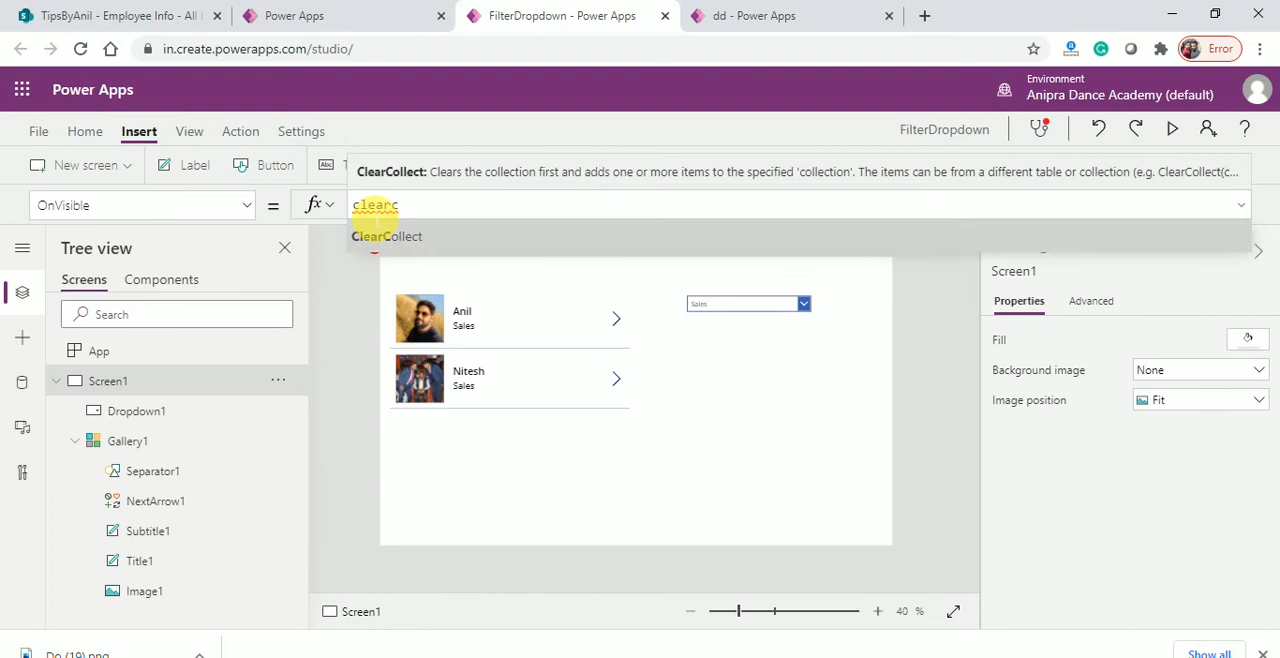 TipsByAnil - Employee Info - All
Power Apps
FilterDropdown - Power Apps
dd - Power Apps
in.create.powerapps.com/studio/
Error
Power Apps
Environment
Anipra Dance Academy (default)
File Home Insert View Action Settings
FilterDropdown
New screen Label Button Abc T
ClearCollect: Clears the collection first and adds one or more items to the specified 'collection'. The items can be from a different table or collection (e.g. ClearCollect(c...
OnVisible = fx clearc
ClearCollect
Tree view
Screens Components
Search
App
Screen1
Dropdown1
Gallery1
Separator1
NextArrow1
Subtitle1
Title1
Image1
Anil
Sales
Nitesh
Sales
Sales
Screen1
Properties Advanced
Fill
Background image None
Image position Fit
Screen1
40 %
Do (19).png
Show all